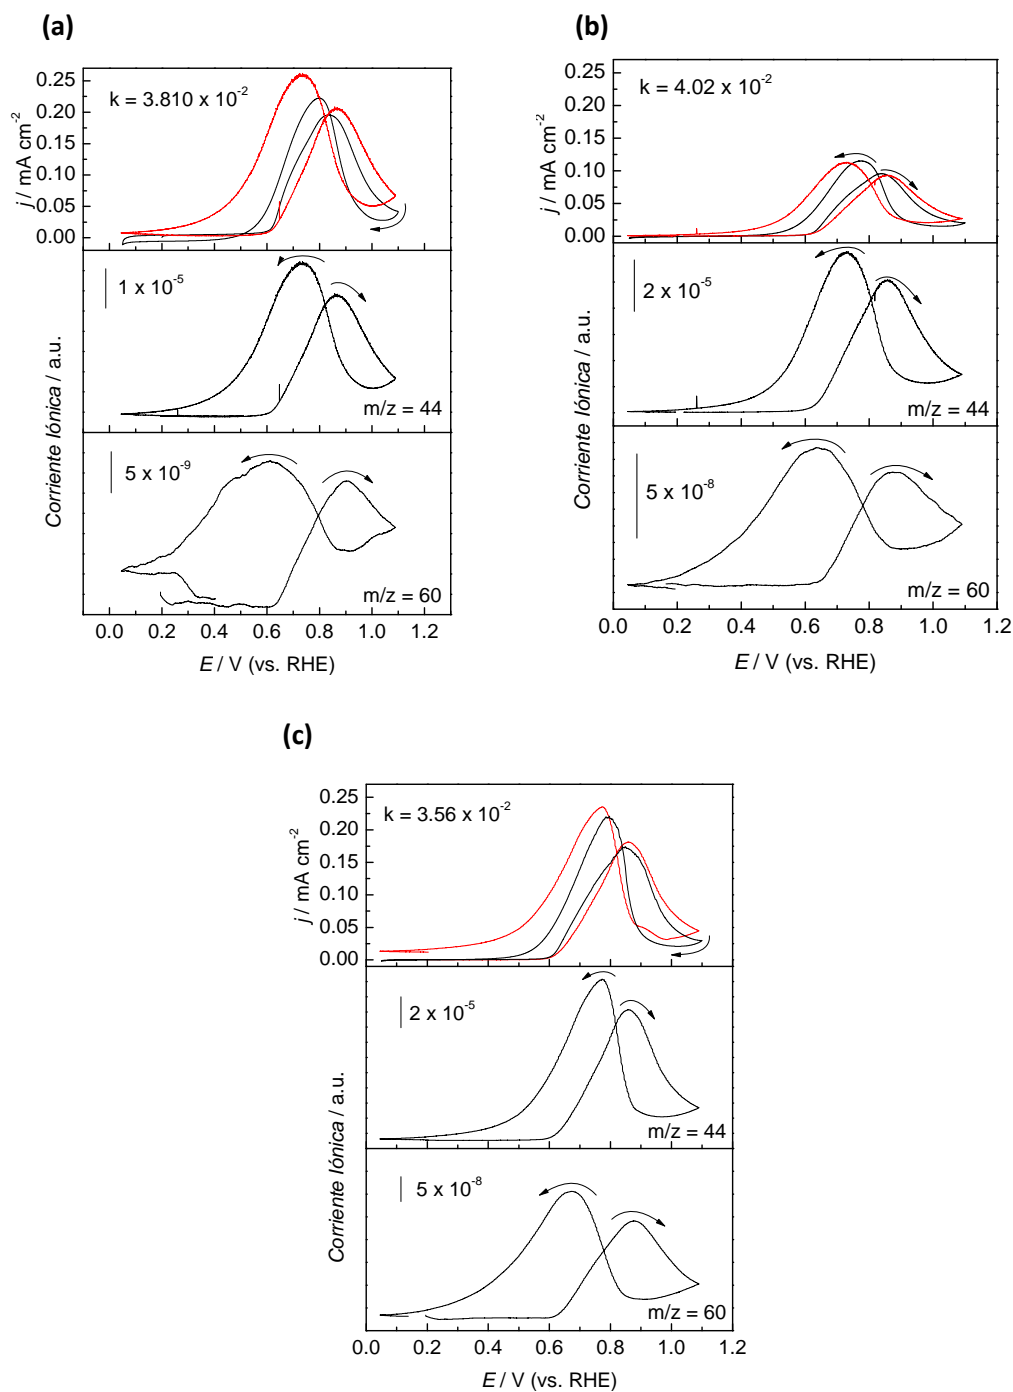 (a)
k = 3.810 x 10⁻²
j / mA cm⁻²
0.25
0.20
0.15
0.10
0.05
0.00
1 x 10⁻⁵
m/z = 44
Corriente Iónica / a.u.
5 x 10⁻⁹
m/z = 60
0.0 0.2 0.4 0.6 0.8 1.0 1.2
E / V (vs. RHE)
(b)
k = 4.02 x 10⁻²
j / mA cm⁻²
0.25
0.20
0.15
0.10
0.05
0.00
2 x 10⁻⁵
m/z = 44
Corriente Iónica / a.u.
5 x 10⁻⁸
m/z = 60
0.0 0.2 0.4 0.6 0.8 1.0 1.2
E / V (vs. RHE)
(c)
k = 3.56 x 10⁻²
j / mA cm⁻²
0.25
0.20
0.15
0.10
0.05
0.00
2 x 10⁻⁵
m/z = 44
Corriente Iónica / a.u.
5 x 10⁻⁸
m/z = 60
0.0 0.2 0.4 0.6 0.8 1.0 1.2
E / V (vs. RHE)